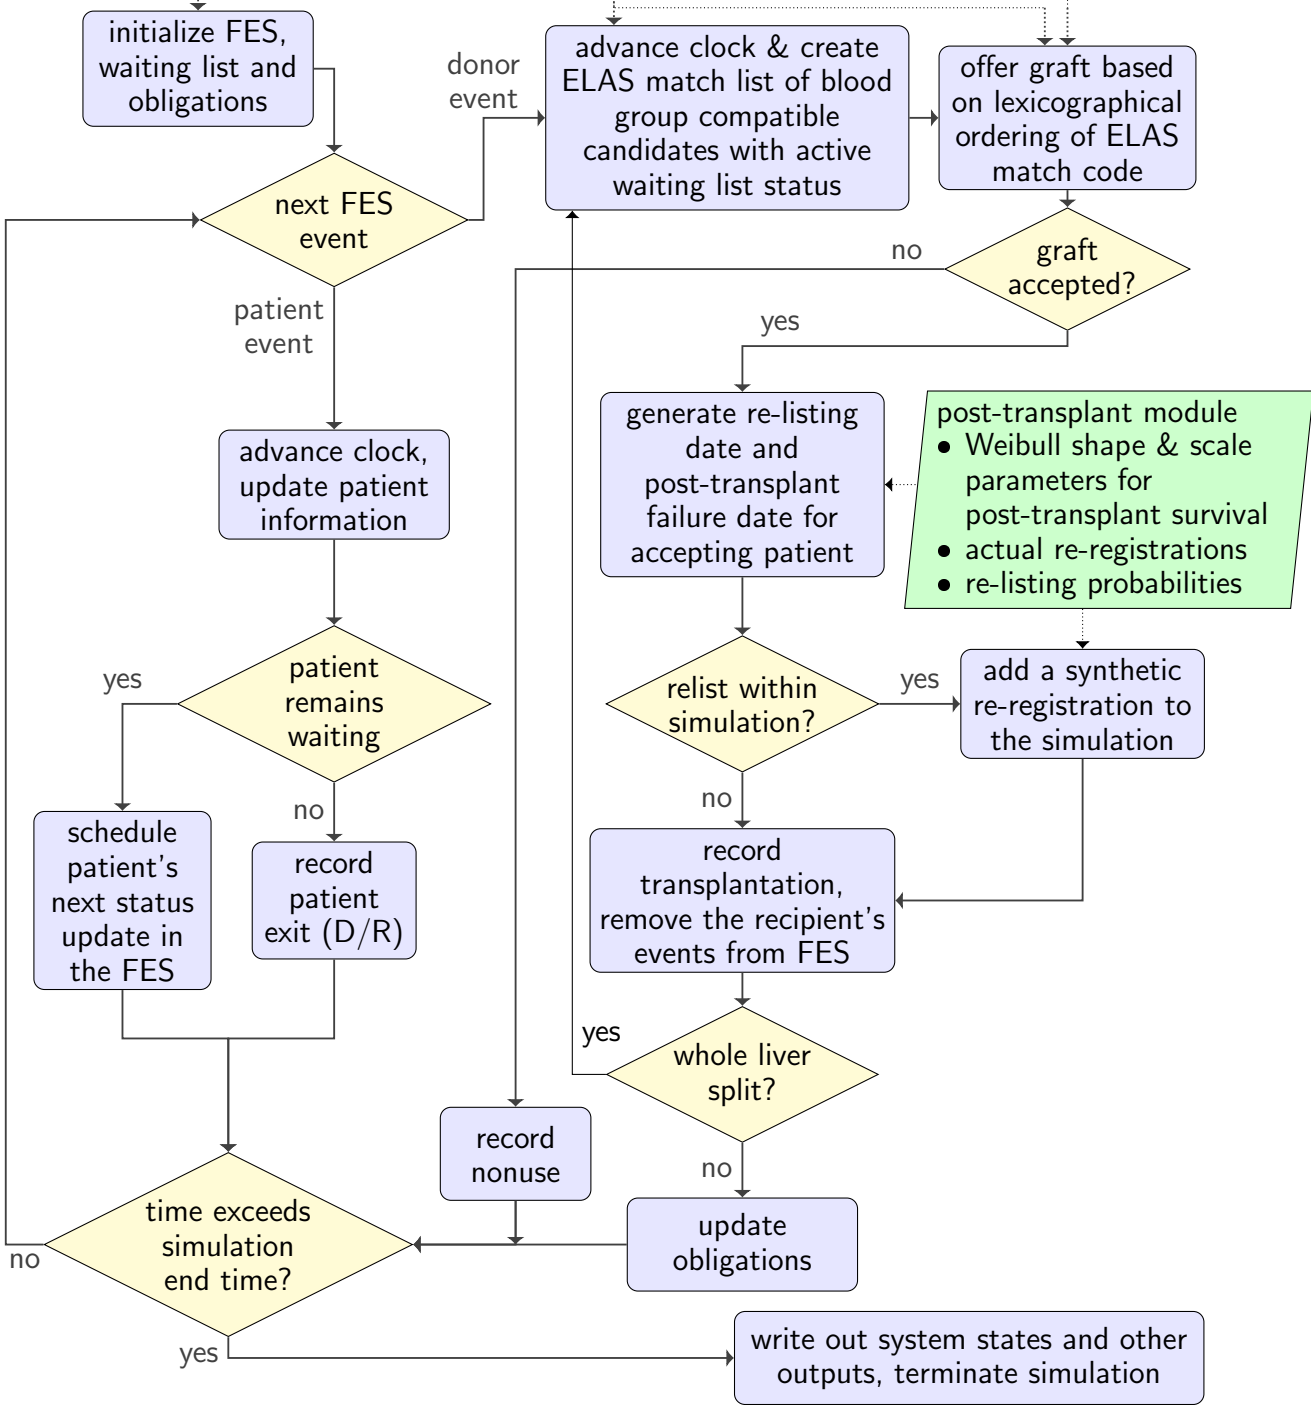 initialize FES,
waiting list and
obligations
donor
event
advance clock & create
ELAS match list of blood
group compatible
candidates with active
waiting list status
offer graft based
on lexicographical
ordering of ELAS
match code
next FES
event
no
graft
accepted?
patient
event
yes
generate re-listing
date and
post-transplant
failure date for
accepting patient
post-transplant module
• Weibull shape & scale
parameters for
post-transplant survival
• actual re-registrations
• re-listing probabilities
advance clock,
update patient
information
yes
patient
remains
waiting
relist within
simulation?
yes
add a synthetic
re-registration to
the simulation
no
no
schedule
patient's
next status
update in
the FES
record
patient
exit (D/R)
record
transplantation,
remove the recipient's
events from FES
yes
whole liver
split?
record
nonuse
no
time exceeds
simulation
end time?
no
update
obligations
yes
write out system states and other
outputs, terminate simulation